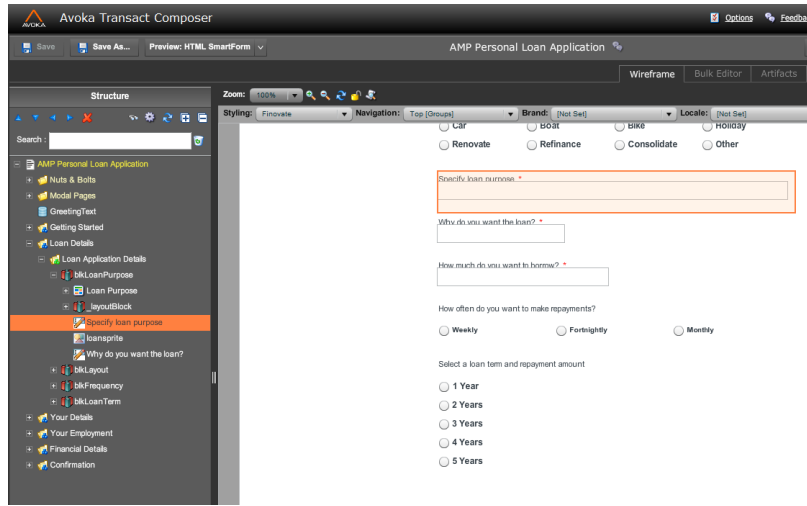 AVOKA Avoka Transact Composer Options Feedba
Save Save As... Preview: HTML SmartForm AMP Personal Loan Application
Wireframe Bulk Editor Artifacts
Structure
Zoom: 100%
Styling: Finovate Navigation: Top [Groups] Brand: [Not Set] Locale: [Not Set]
Search :
AMP Personal Loan Application
Nuts & Bolts
Modal Pages
GreetingText
Getting Started
Loan Details
Loan Application Details
blkLoanPurpose
Loan Purpose
_layoutBlock
Specify loan purpose
loansprite
Why do you want the loan?
blkLayout
blkFrequency
blkLoanTerm
Your Details
Your Employment
Financial Details
Confirmation
Car Boat Bike Holiday
Renovate Refinance Consolidate Other
Specify loan purpose *
Why do you want the loan? *
How much do you want to borrow? *
How often do you want to make repayments?
Weekly Fortnightly Monthly
Select a loan term and repayment amount
1 Year
2 Years
3 Years
4 Years
5 Years